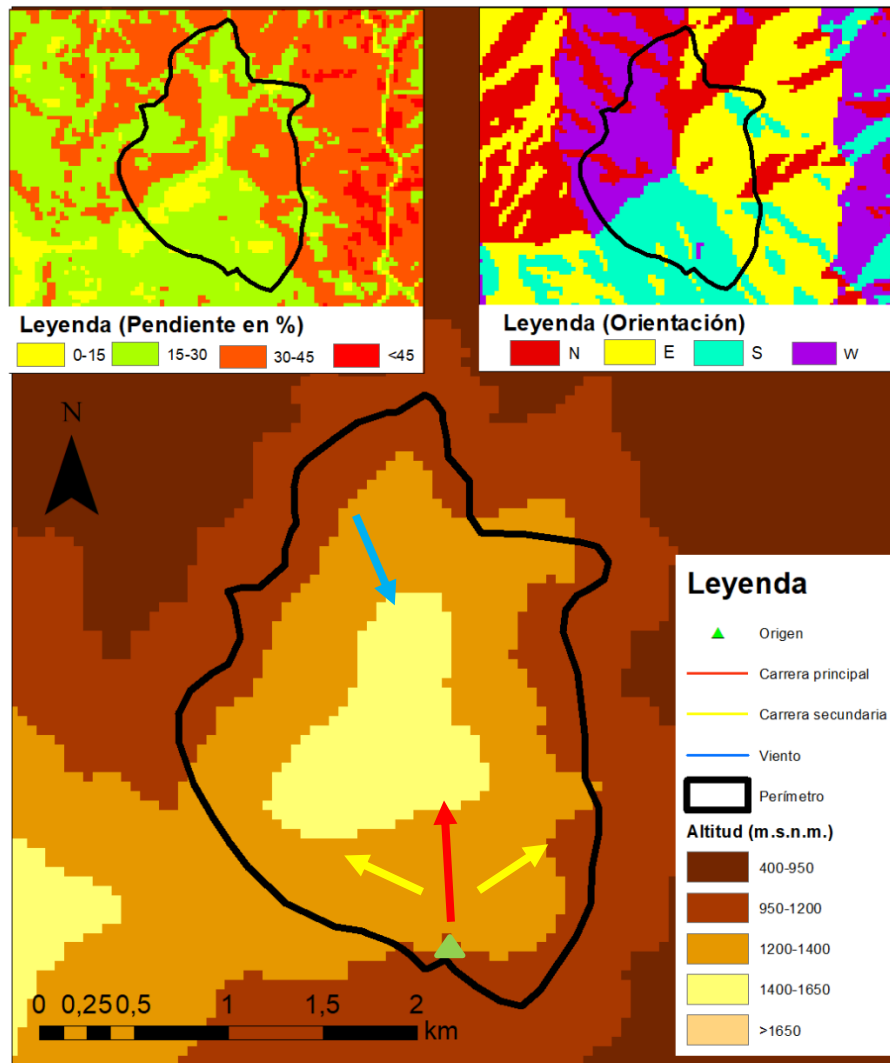 Leyenda (Pendiente en %)
0-15 15-30 30-45 <45
Leyenda (Orientación)
N E S W
N
Leyenda
Origen
Carrera principal
Carrera secundaria
Viento
Perímetro
Altitud (m.s.n.m.)
400-950
950-1200
1200-1400
1400-1650
>1650
0 0,25 0,5 1 1,5 2
km